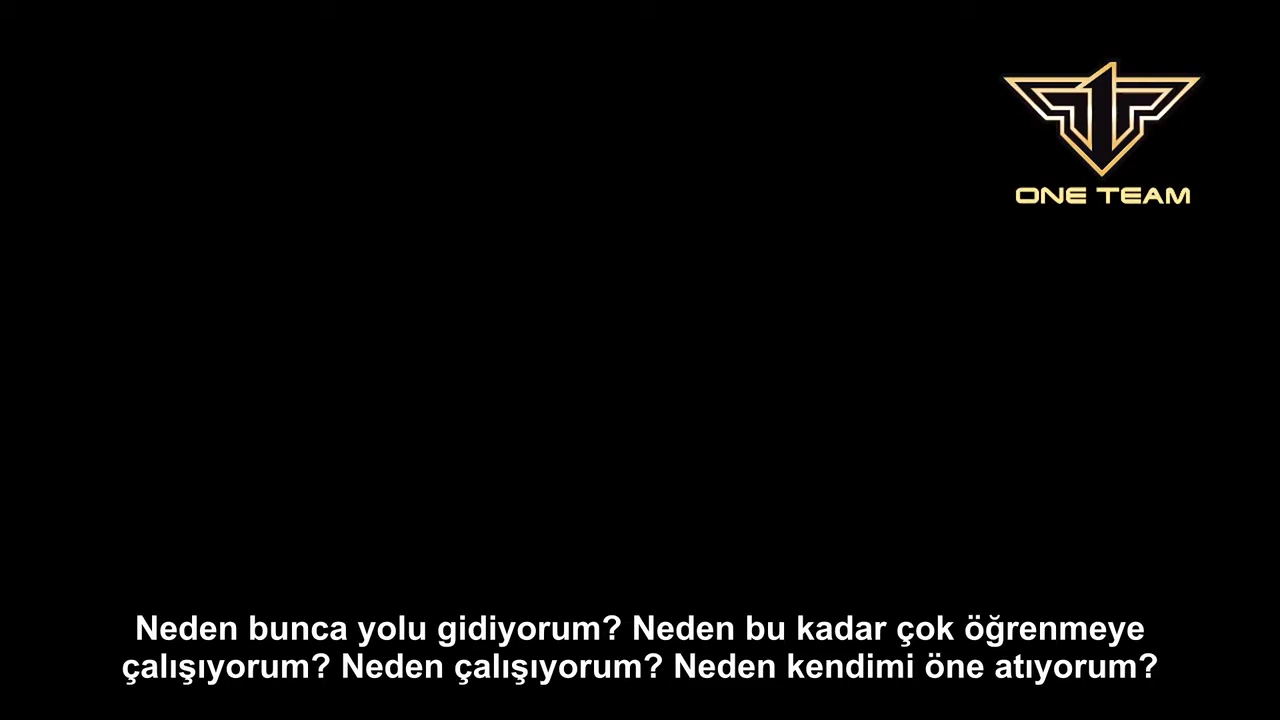 ONE TEAM
Neden bunca yolu gidiyorum? Neden bu kadar çok öğrenmeye
çalışıyorum? Neden çalışıyorum? Neden kendimi öne atıyorum?